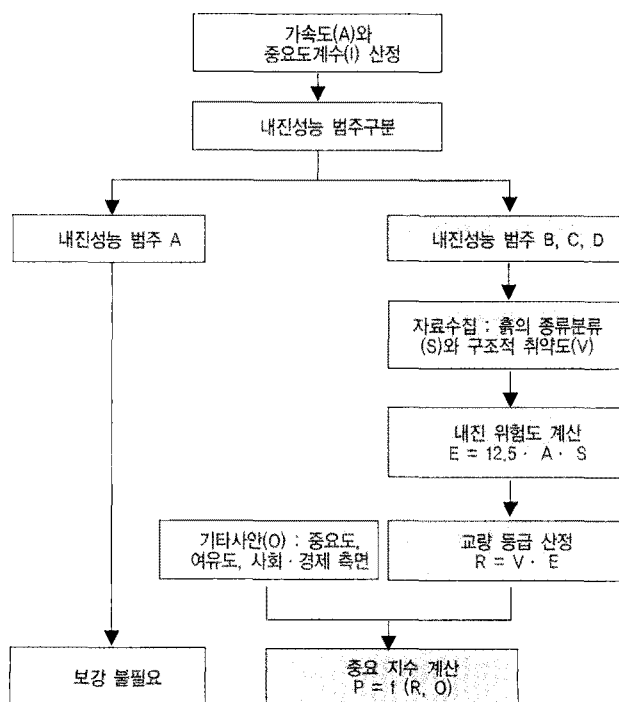 가속도(A)와
중요도계수(I) 산정
내진성능 범주구분
내진성능 범주 A
내진성능 범주 B, C, D
자료수집 : 흙의 종류분류
(S)와 구조적 취약도(V)
내진 위험도 계산
E = 12.5 · A · S
기타사안(O) : 중요도,
여유도, 사회 · 경제 측면
교량 등급 산정
R = V · E
보강 불필요
중요 지수 계산
P = f (R, O)